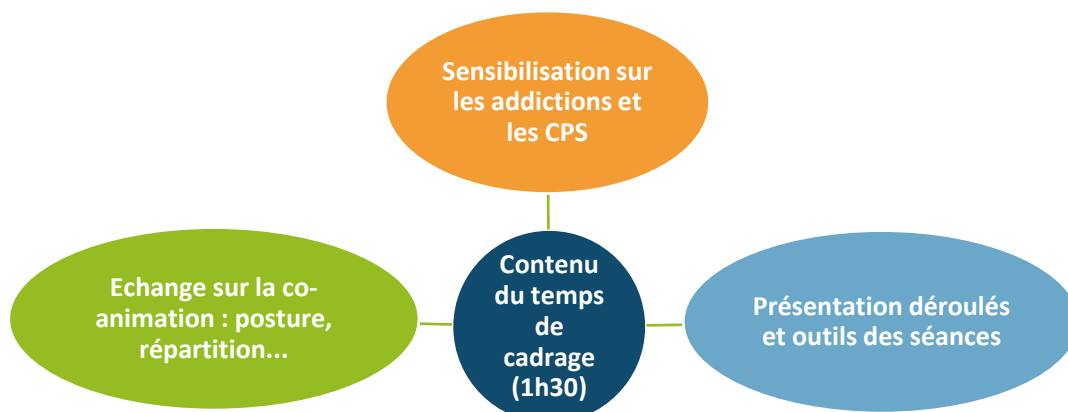 Sensibilisation sur
les addictions et
les CPS
Echange sur la co-
animation : posture,
répartition...
Contenu
du temps
de
cadrage
(1h30)
Présentation déroulés
et outils des séances